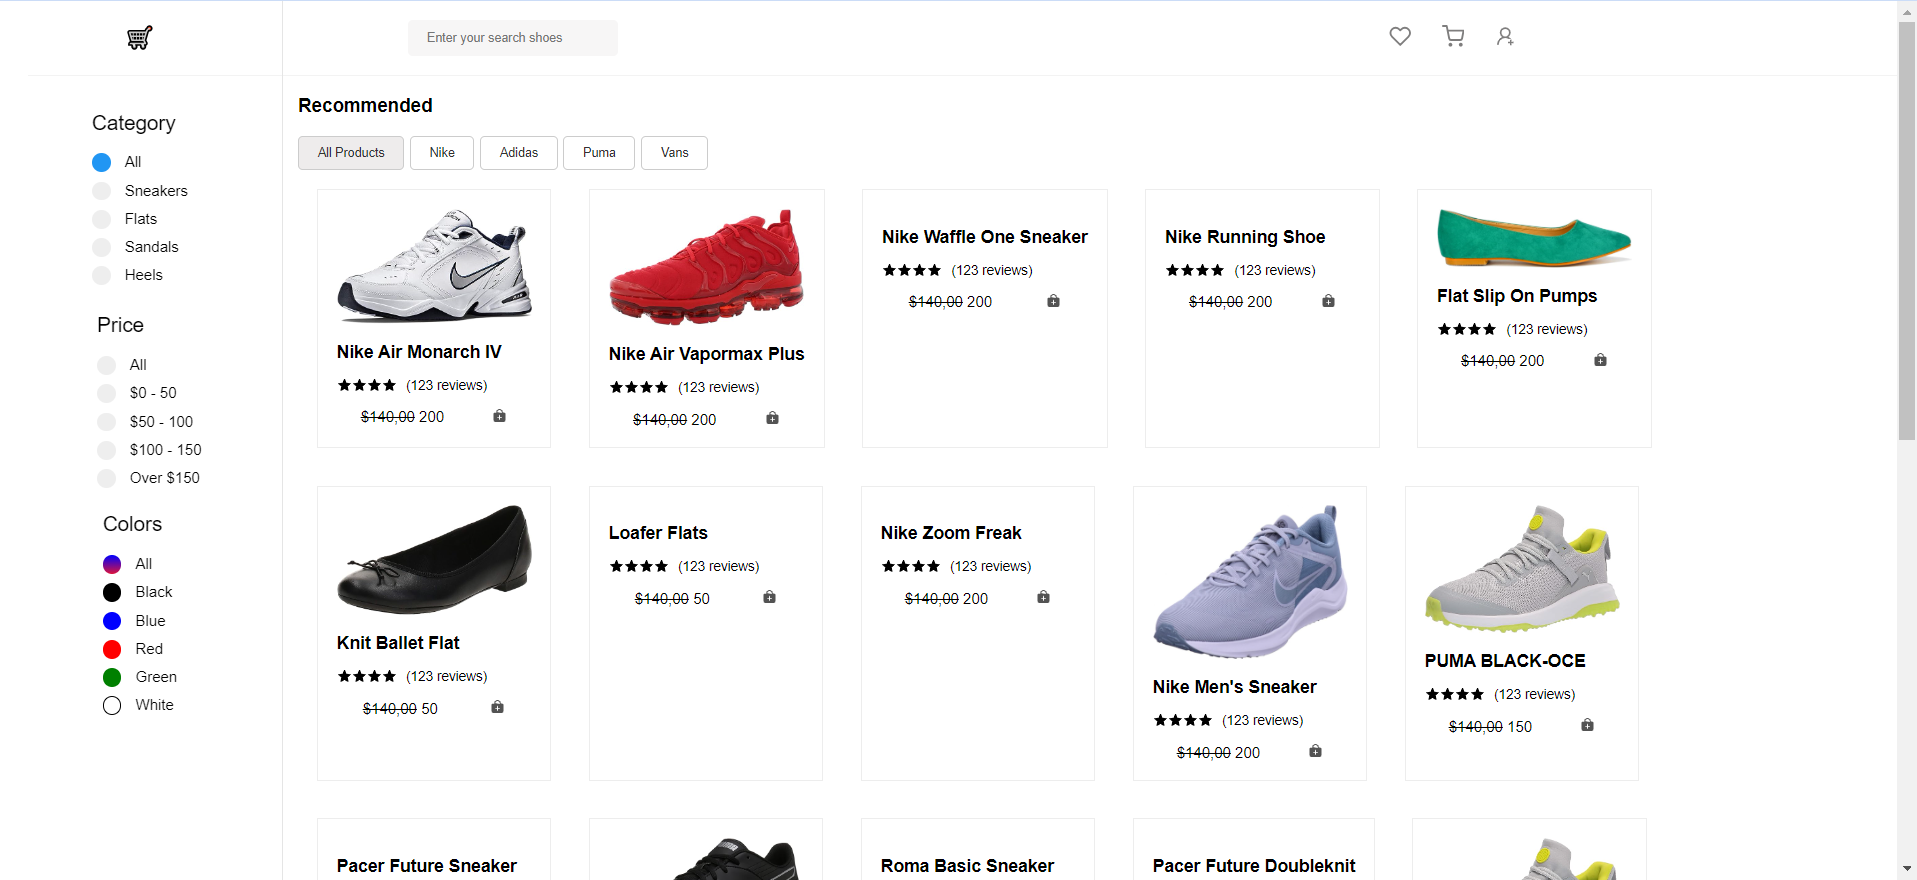 Enter your search shoes
Category
All
Sneakers
Flats
Sandals
Heels
Price
All
$0 - 50
$50 - 100
$100 - 150
Over $150
Colors
All
Black
Blue
Red
Green
White
Recommended
All Products Nike Adidas Puma Vans
Nike Air Monarch IV
(123 reviews)
$140,00 200
Nike Air Vapormax Plus
(123 reviews)
$140,00 200
Nike Waffle One Sneaker
(123 reviews)
$140,00 200
Nike Running Shoe
(123 reviews)
$140,00 200
Flat Slip On Pumps
(123 reviews)
$140,00 200
Knit Ballet Flat
(123 reviews)
$140,00 50
Loafer Flats
(123 reviews)
$140,00 50
Nike Zoom Freak
(123 reviews)
$140,00 200
Nike Men's Sneaker
(123 reviews)
$140,00 200
PUMA BLACK-OCE
(123 reviews)
$140,00 150
Pacer Future Sneaker
Roma Basic Sneaker
Pacer Future Doubleknit